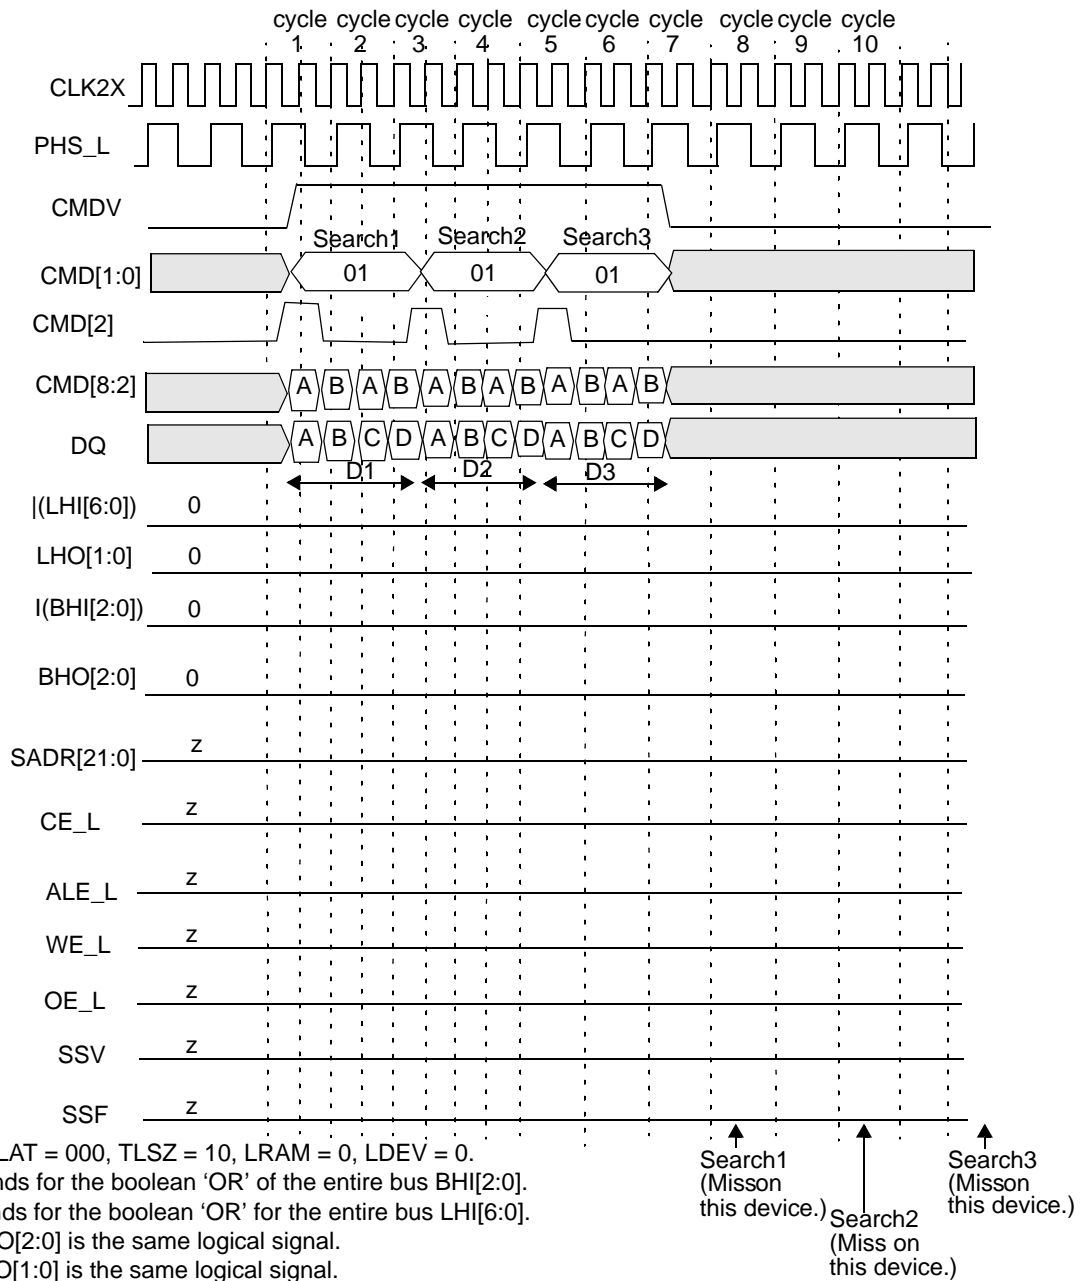 cycle cycle cycle cycle cycle cycle cycle cycle cycle cycle
1 2 3 4 5 6 7 8 9 10
CLK2X
PHS_L
CMDV
Search1 Search2 Search3
CMD[1:0] 01 01 01
CMD[2]
CMD[8:2] A B A B A B A B A B A B
DQ A B C D A B C D A B C D
D1 D2 D3
|(LHI[6:0]) 0
LHO[1:0] 0
I(BHI[2:0]) 0
BHO[2:0] 0
SADR[21:0] z
CE_L z
ALE_L z
WE_L z
OE_L z
SSV z
SSF z
LAT = 000, TLSZ = 10, LRAM = 0, LDEV = 0.
nds for the boolean ‘OR’ of the entire bus BHI[2:0].
nds for the boolean ‘OR’ for the entire bus LHI[6:0].
O[2:0] is the same logical signal.
O[1:0] is the same logical signal.
Search1
(Misson
this device.)
Search2
(Miss on
this device.)
Search3
(Misson
this device.)